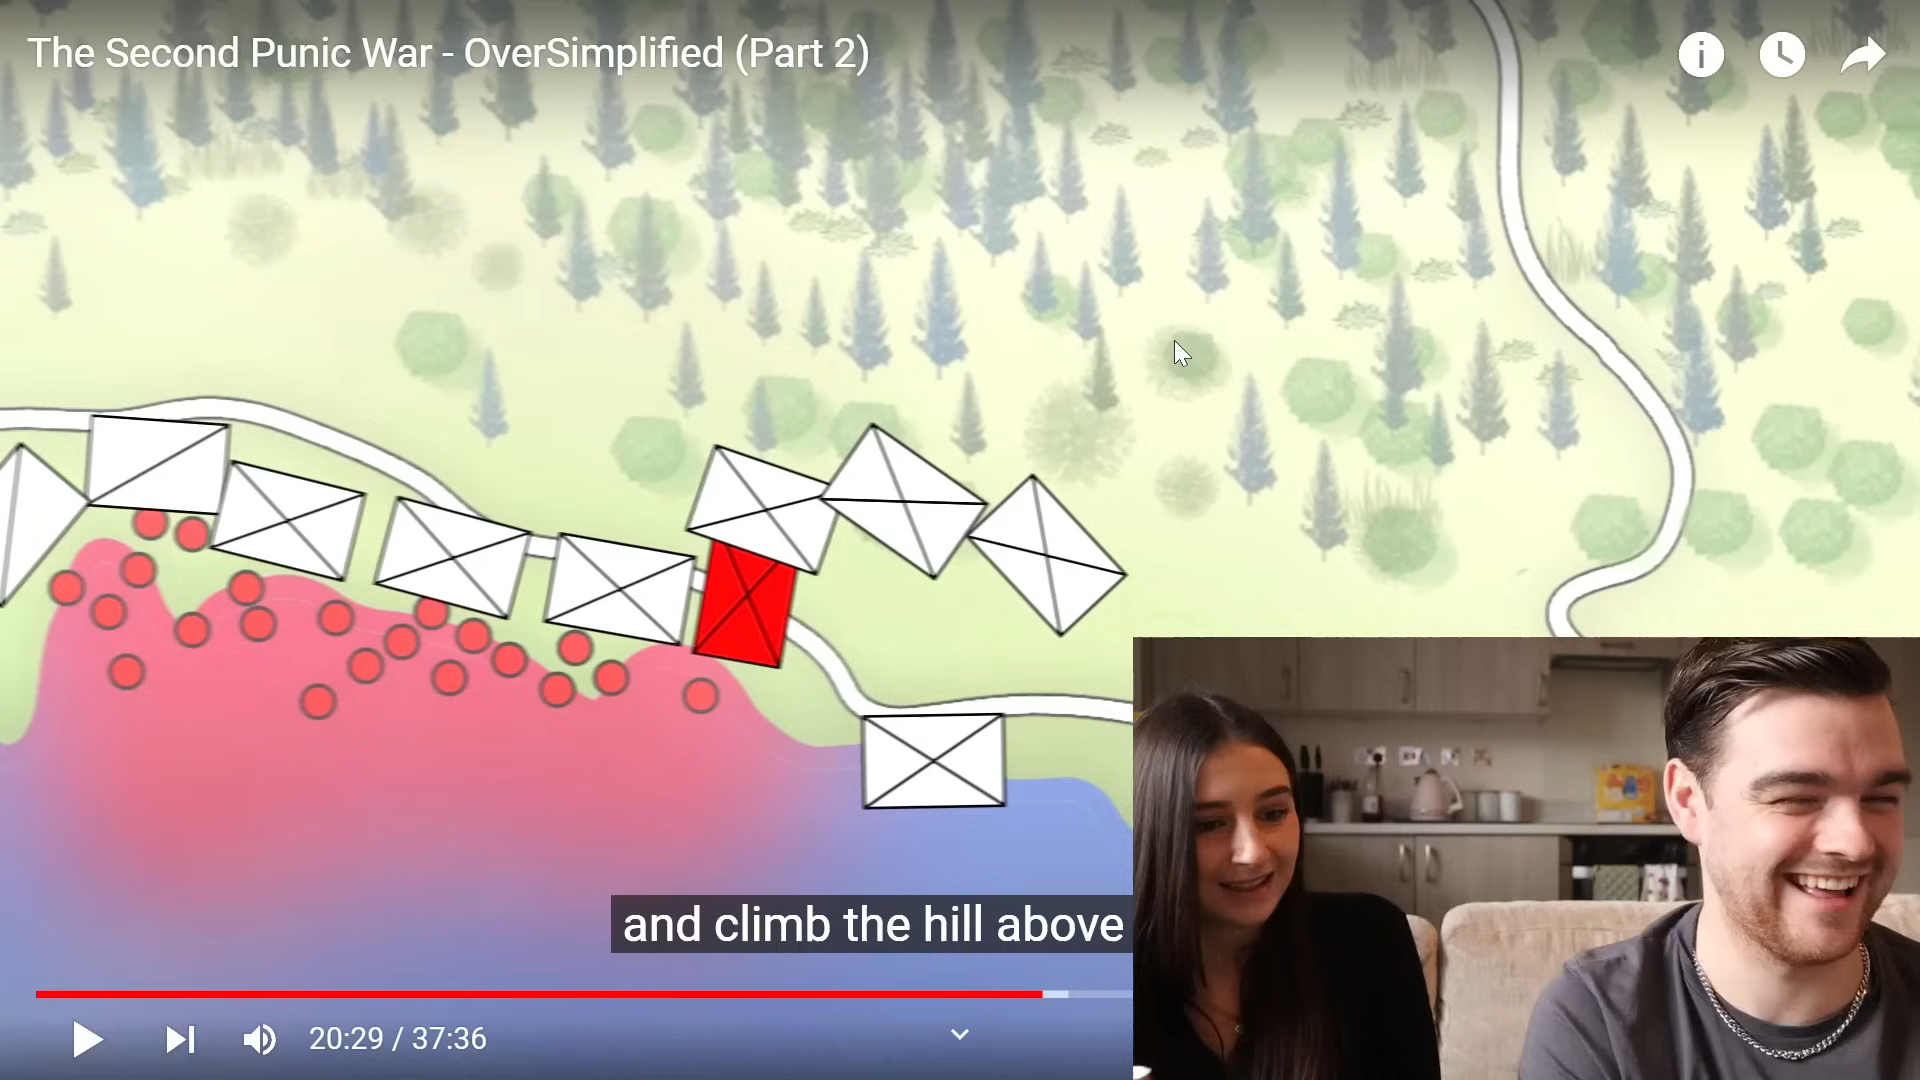 The Second Punic War - OverSimplified (Part 2)
and climb the hill above
20:29 / 37:36